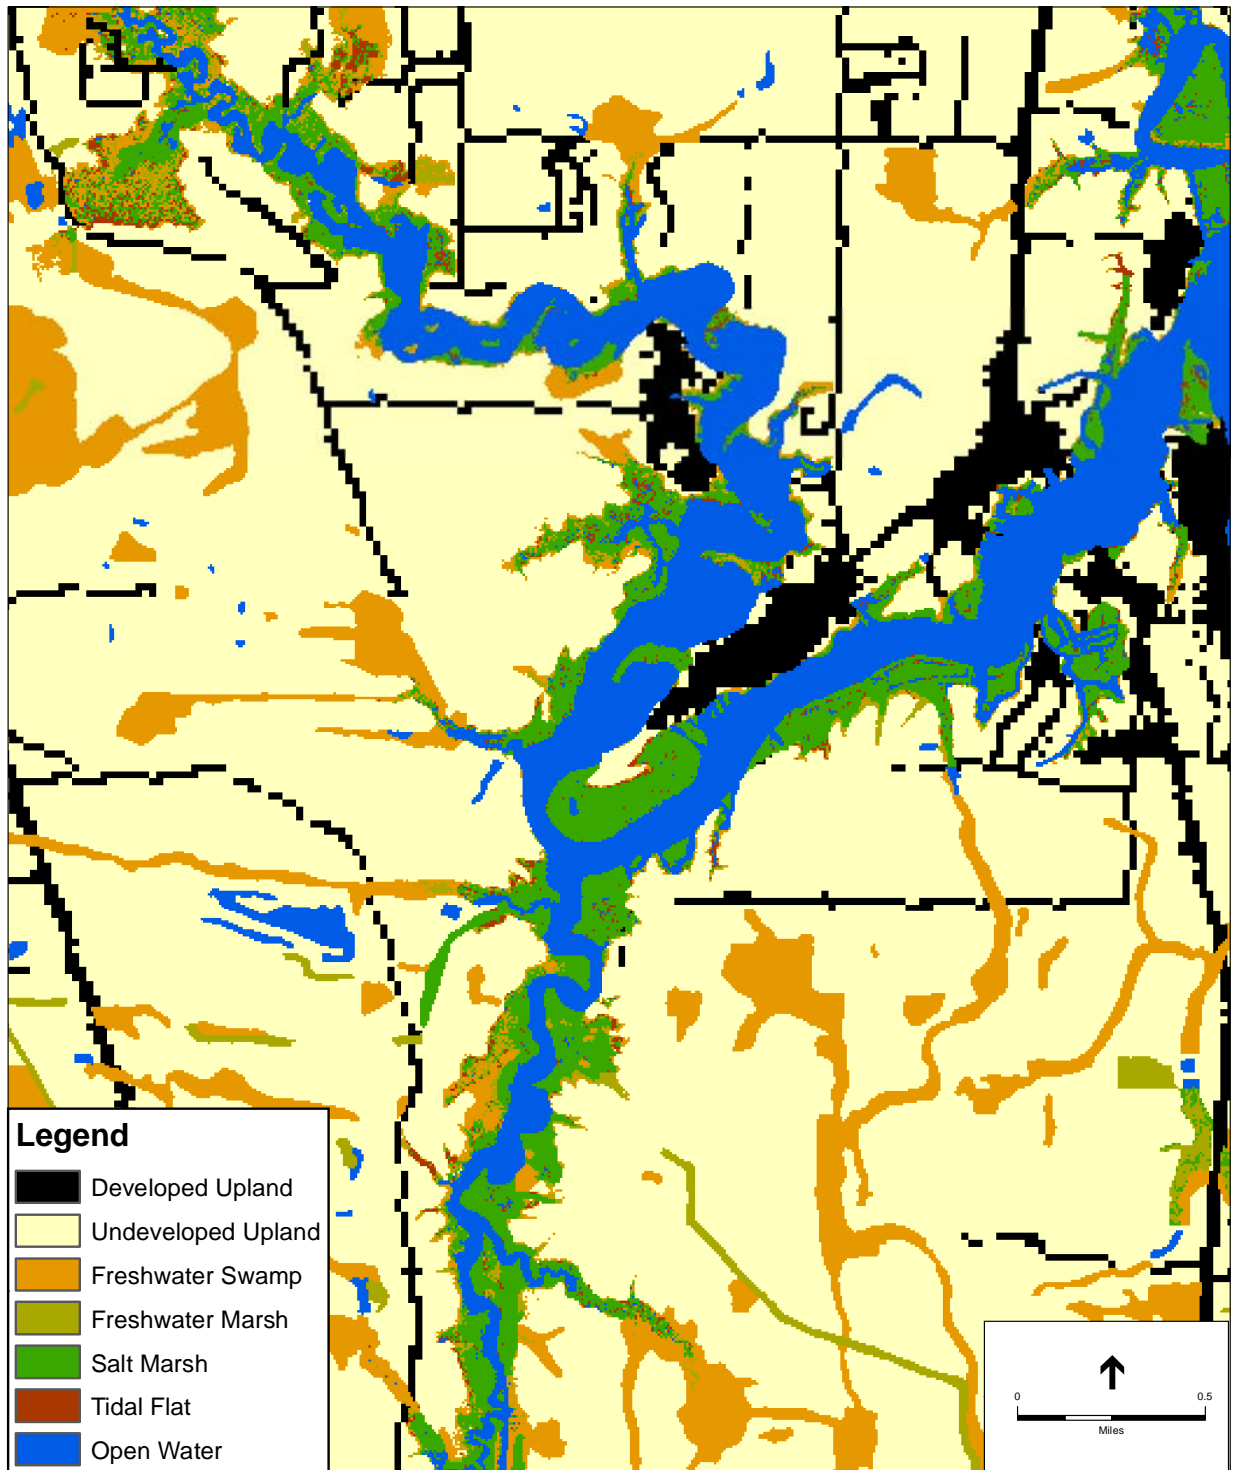 Legend
Developed Upland
Undeveloped Upland
Freshwater Swamp
Freshwater Marsh
Salt Marsh
Tidal Flat
Open Water
0 0.5
Miles